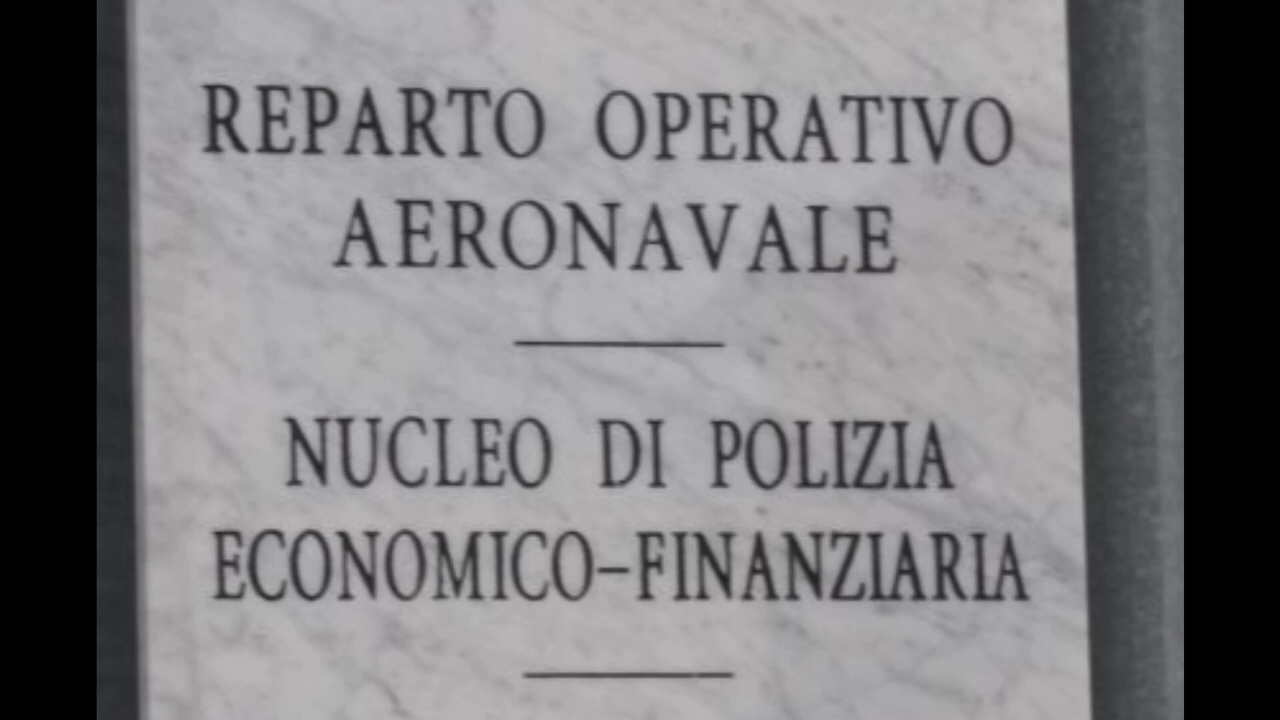 REPARTO OPERATIVO
AERONAVALE
NUCLEO DI POLIZIA
ECONOMICO-FINANZIARIA